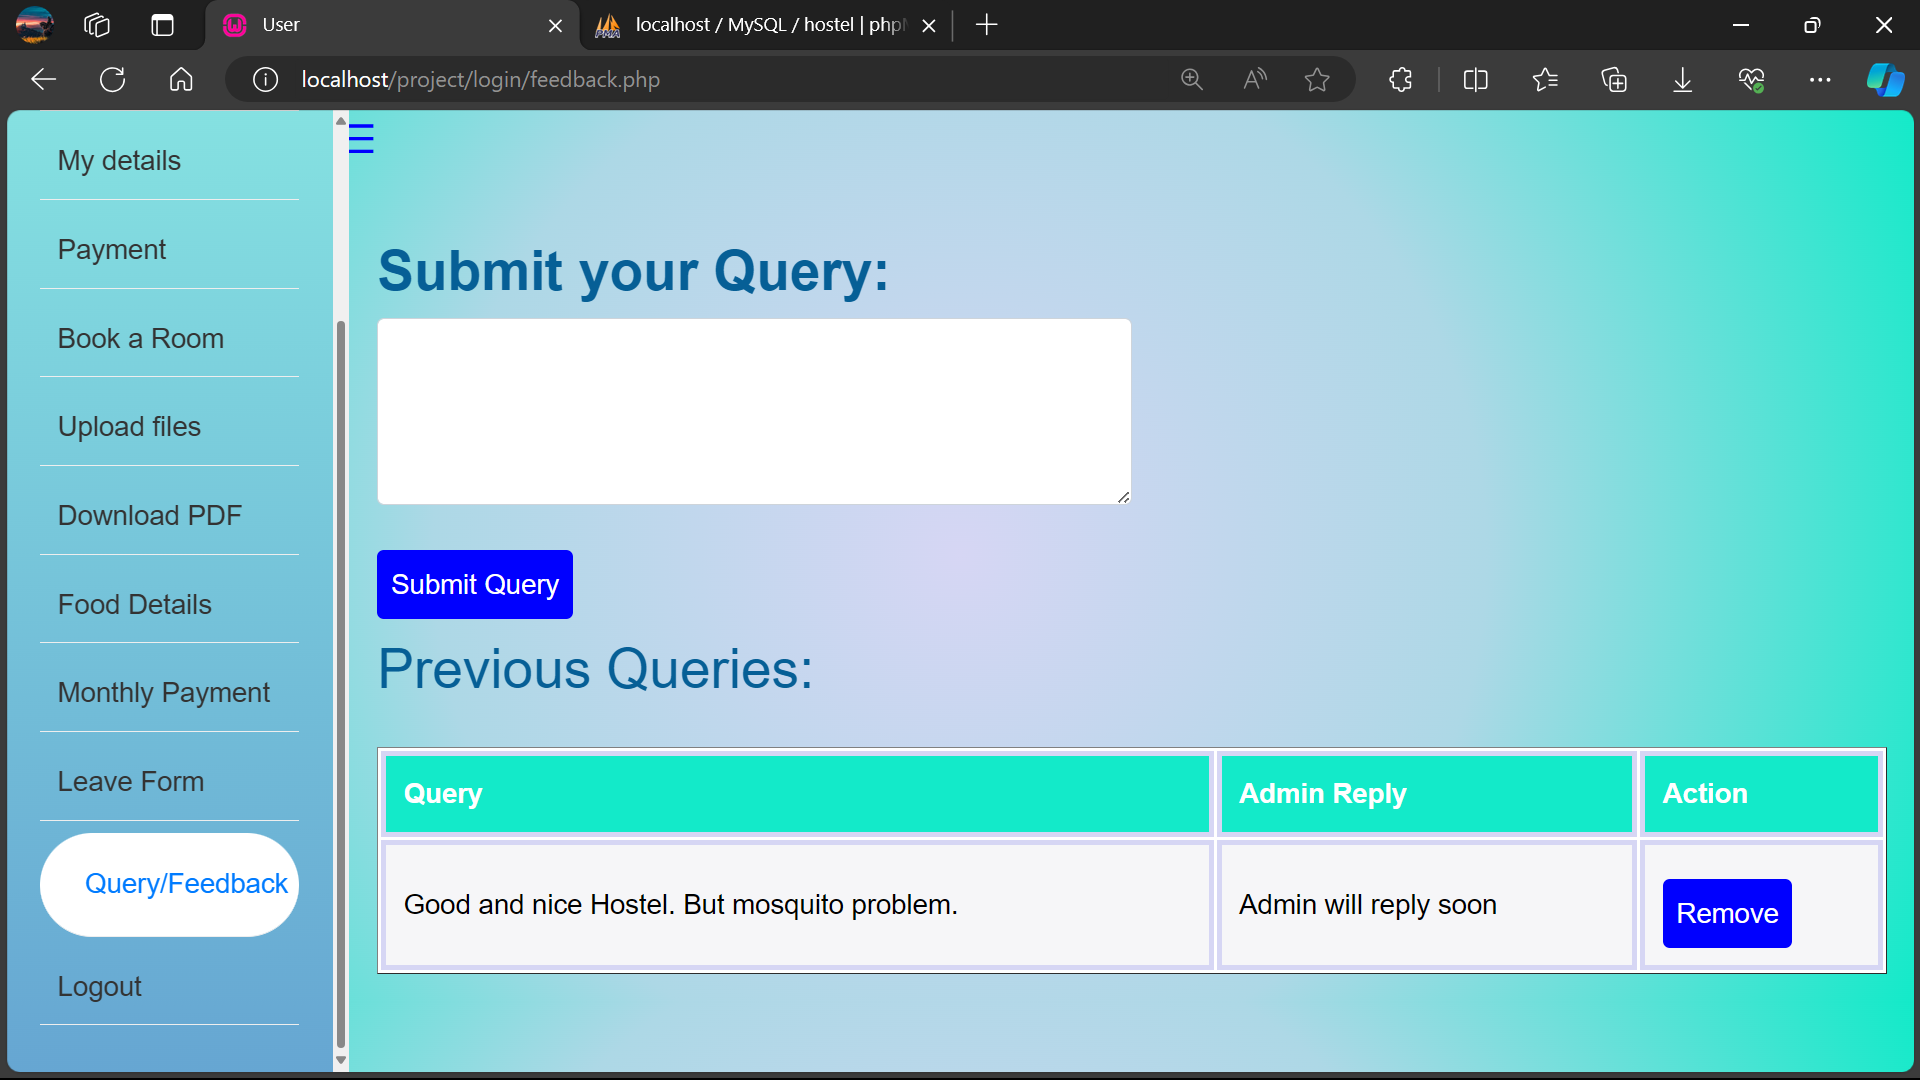 User
localhost / MySQL / hostel | php
localhost/project/login/feedback.php
My details
Payment
Book a Room
Upload files
Download PDF
Food Details
Monthly Payment
Leave Form
Query/Feedback
Logout
Submit your Query:
Submit Query
Previous Queries:
Query Admin Reply Action
Good and nice Hostel. But mosquito problem. Admin will reply soon Remove